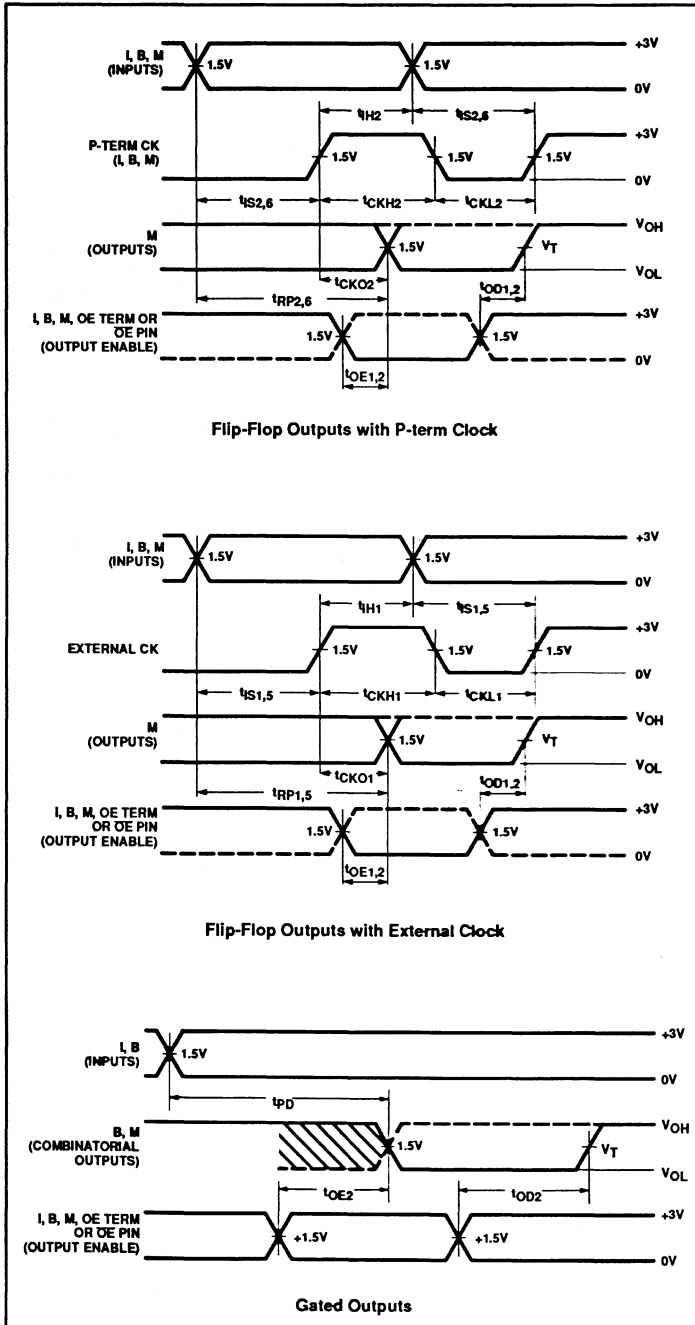 I, B, M
(INPUTS)
1.5V
1.5V
+3V
0V
tIH2
tIS2,6
P-TERM CK
(I, B, M)
1.5V
1.5V
1.5V
+3V
0V
tIS2,6
tCKH2
tCKL2
M
(OUTPUTS)
1.5V
VOH
VT
VOL
tCKO2
tOD1,2
tRP2,6
I, B, M, OE TERM OR
OE PIN
(OUTPUT ENABLE)
1.5V
1.5V
+3V
0V
tOE1,2
Flip-Flop Outputs with P-term Clock
I, B, M
(INPUTS)
1.5V
1.5V
+3V
0V
tIH1
tIS1,5
EXTERNAL CK
1.5V
1.5V
1.5V
+3V
0V
tIS1,5
tCKH1
tCKL1
M
(OUTPUTS)
1.5V
VOH
VT
VOL
tCKO1
tOD1,2
tRP1,5
I, B, M, OE TERM
OR OE PIN
(OUTPUT ENABLE)
1.5V
1.5V
+3V
0V
tOE1,2
Flip-Flop Outputs with External Clock
I, B
(INPUTS)
1.5V
+3V
0V
tPD
B, M
(COMBINATORIAL
OUTPUTS)
1.5V
VOH
VT
VOL
tOE2
tOD2
I, B, M, OE TERM
OR OE PIN
(OUTPUT ENABLE)
+1.5V
+1.5V
+3V
0V
Gated Outputs